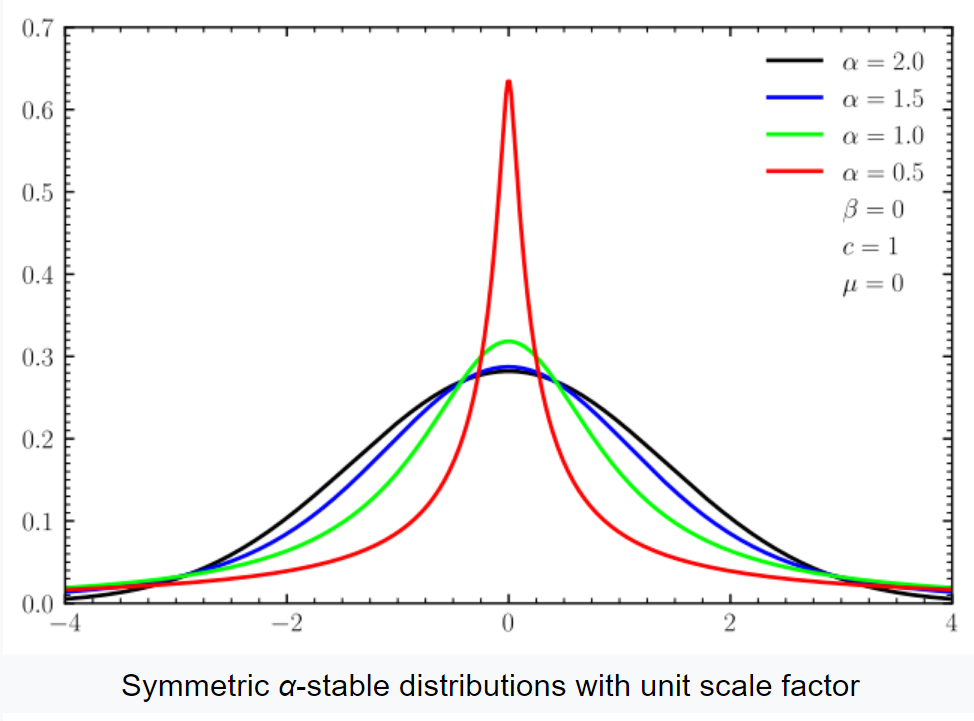 0.7
0.6
0.5
0.4
0.3
0.2
0.1
0.0
−4
−2
0
2
4
α = 2.0
α = 1.5
α = 1.0
α = 0.5
β = 0
c = 1
μ = 0
Symmetric α-stable distributions with unit scale factor